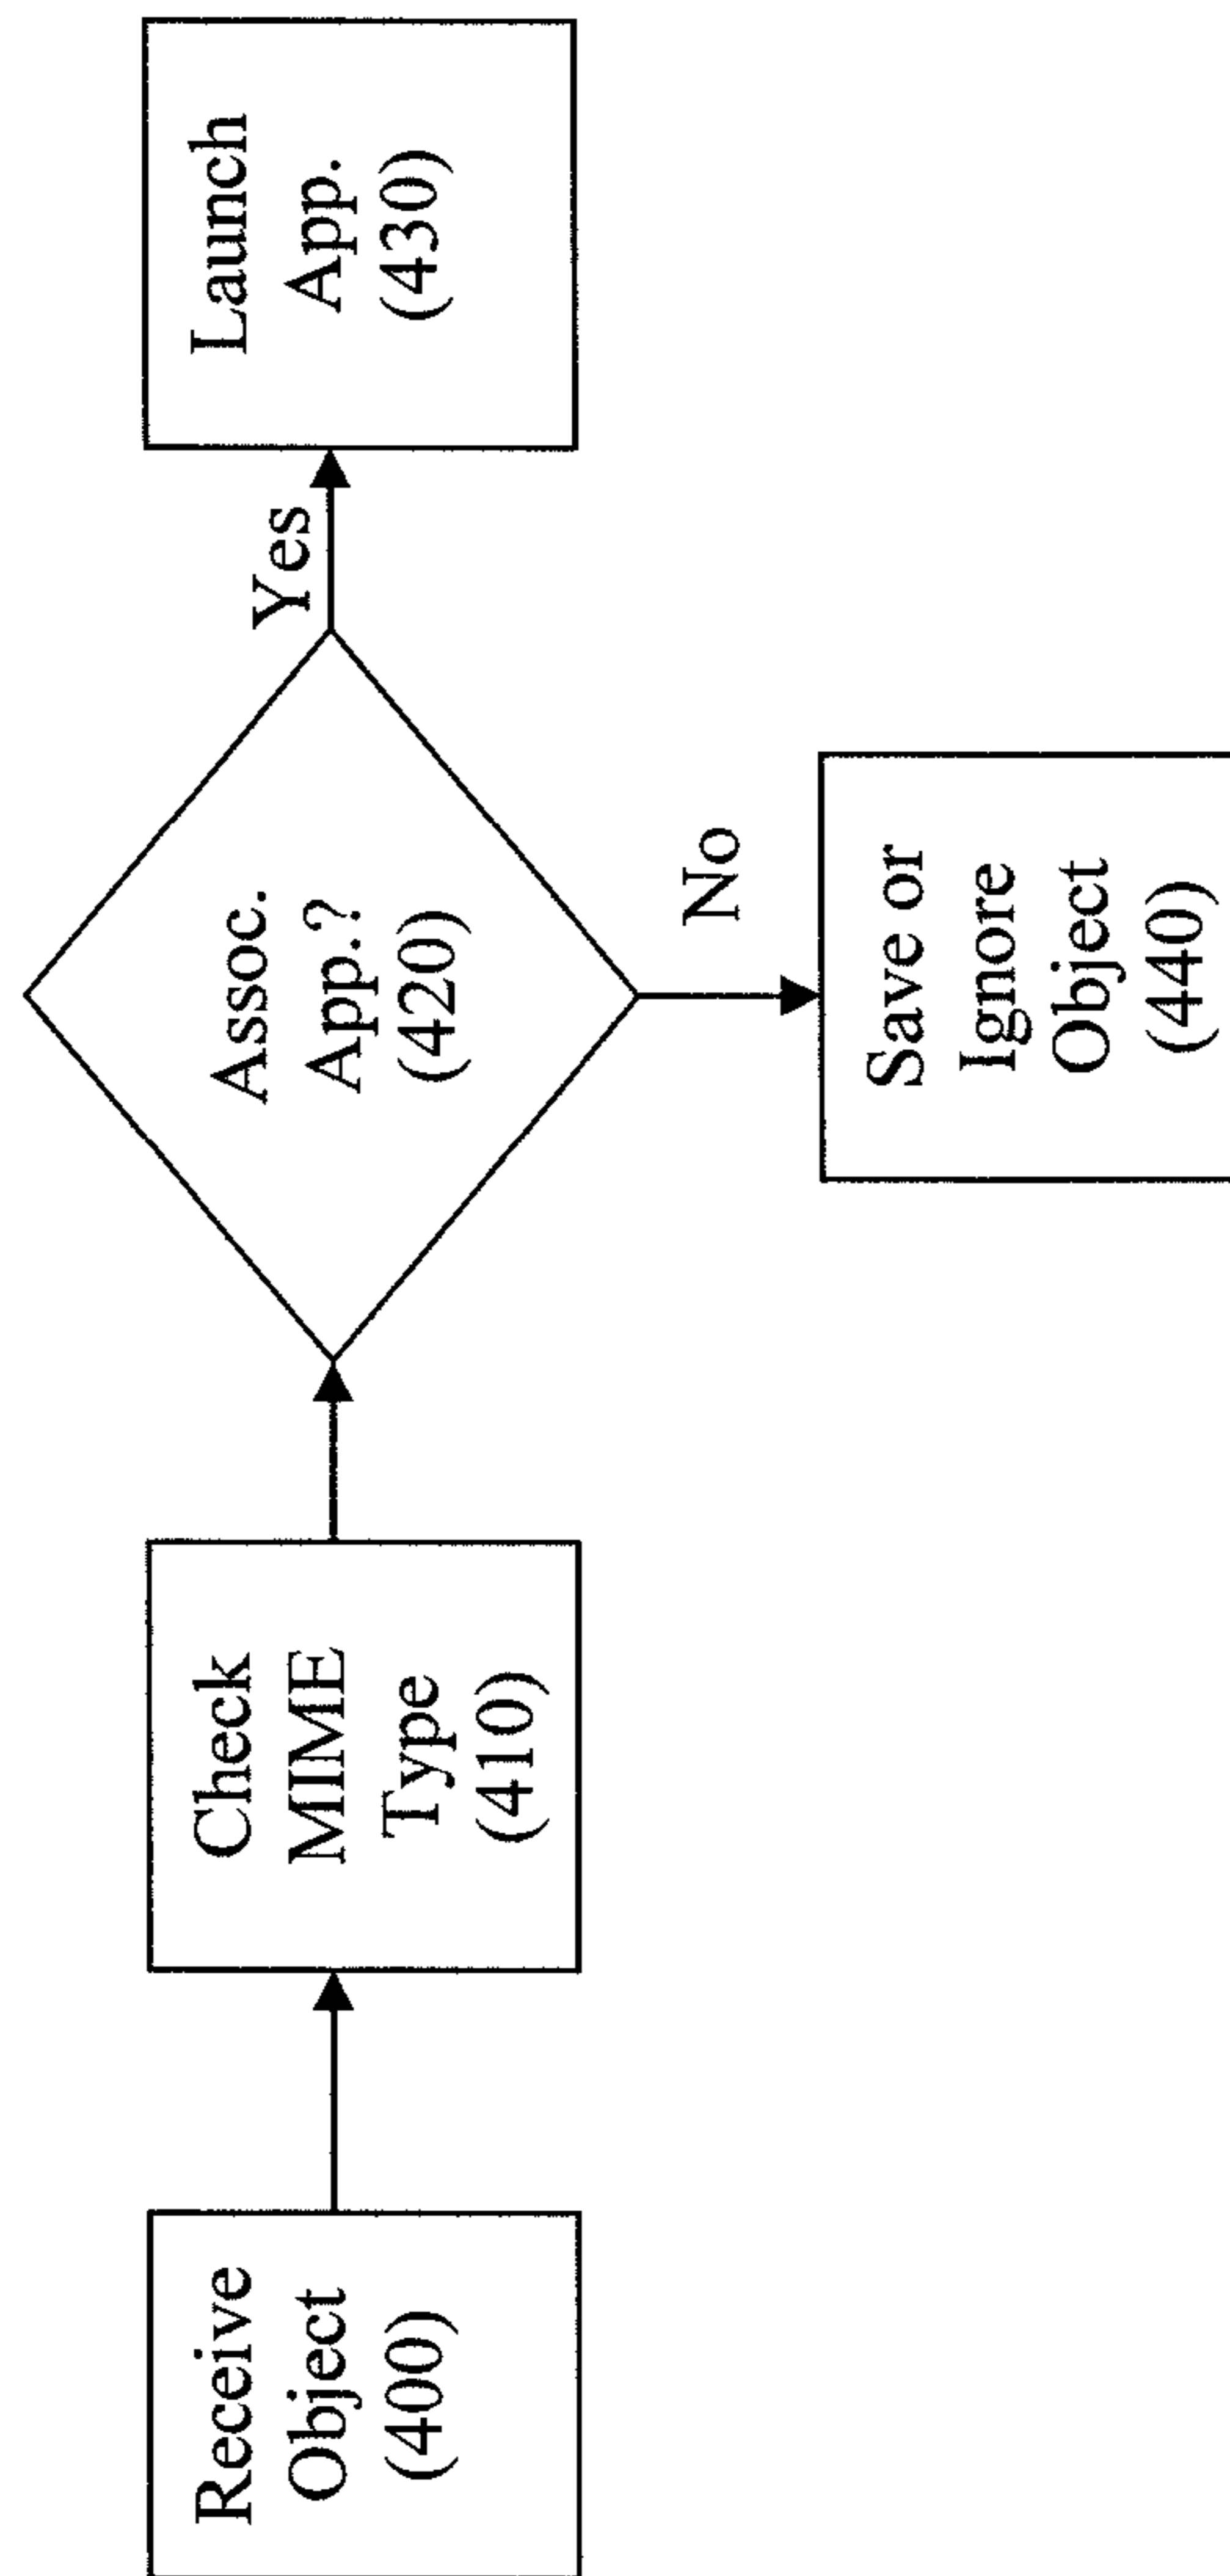 Receive
Object
(400)
Check
MIME
Type
(410)
Assoc.
App.?
(420)
Yes
Launch
App.
(430)
No
Save or
Ignore
Object
(440)